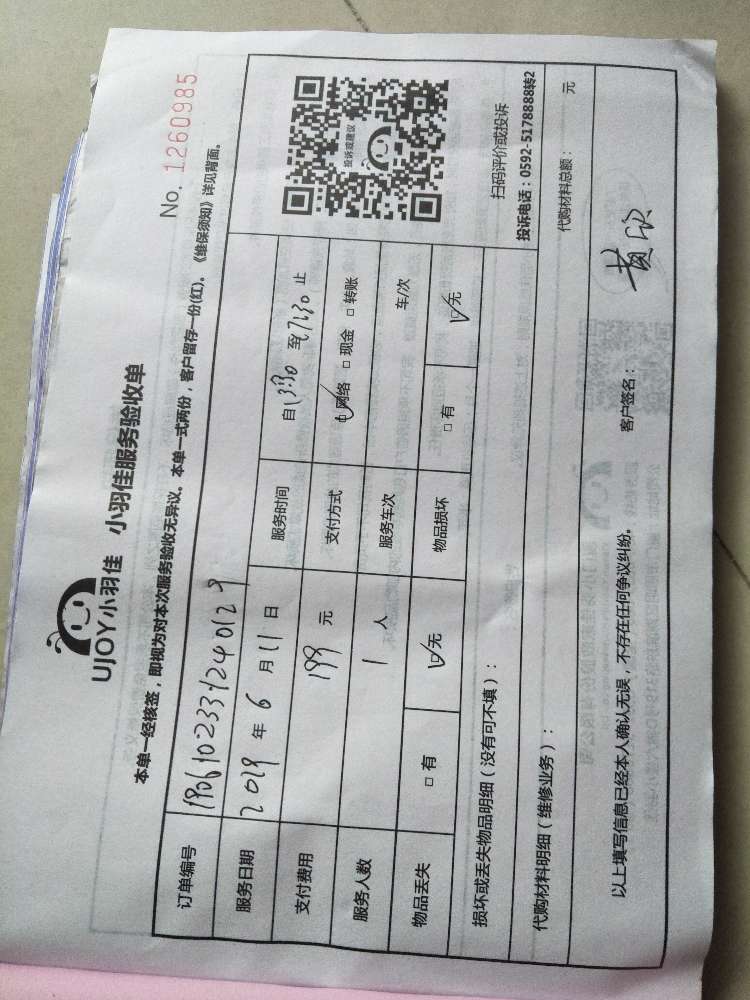 UJOY小羽佳 小羽佳服务验收单
No. 1260985
本单一经核签，即视为对本次服务验收无异议。本单一式两份，客户留存一份(红)。《维保须知》详见背面。
订单编号 190610233124 0129
服务日期 2019 年 6 月 11 日 服务时间 自 13:30 至 17:30 止
支付费用 199 元 支付方式 ☑网络 □现金 □转账
服务人数 1 人 服务车次 车/次
物品丢失 □有 ☑无 物品损坏 □有 ☑无
投诉或建议
扫码评价或投诉
投诉电话：0592-5178888转2
损坏或丢失物品明细（没有可不填）：
代购材料明细（维修业务）： 代购材料总额： 元
以上填写信息已经本人确认无误，不存在任何争议纠纷。 客户签名： 黄欣